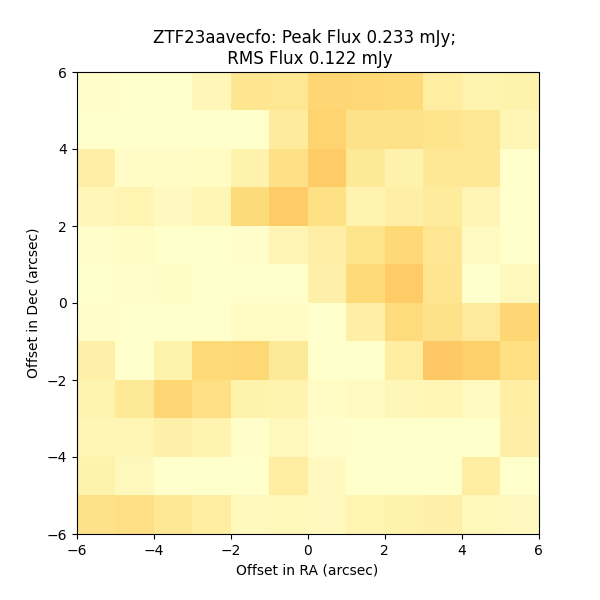 ZTF23aavecfo: Peak Flux 0.233 mJy;
RMS Flux 0.122 mJy
6
4
2
0
−2
−4
−6
Offset in Dec (arcsec)
−6 −4 −2 0 2 4 6
Offset in RA (arcsec)